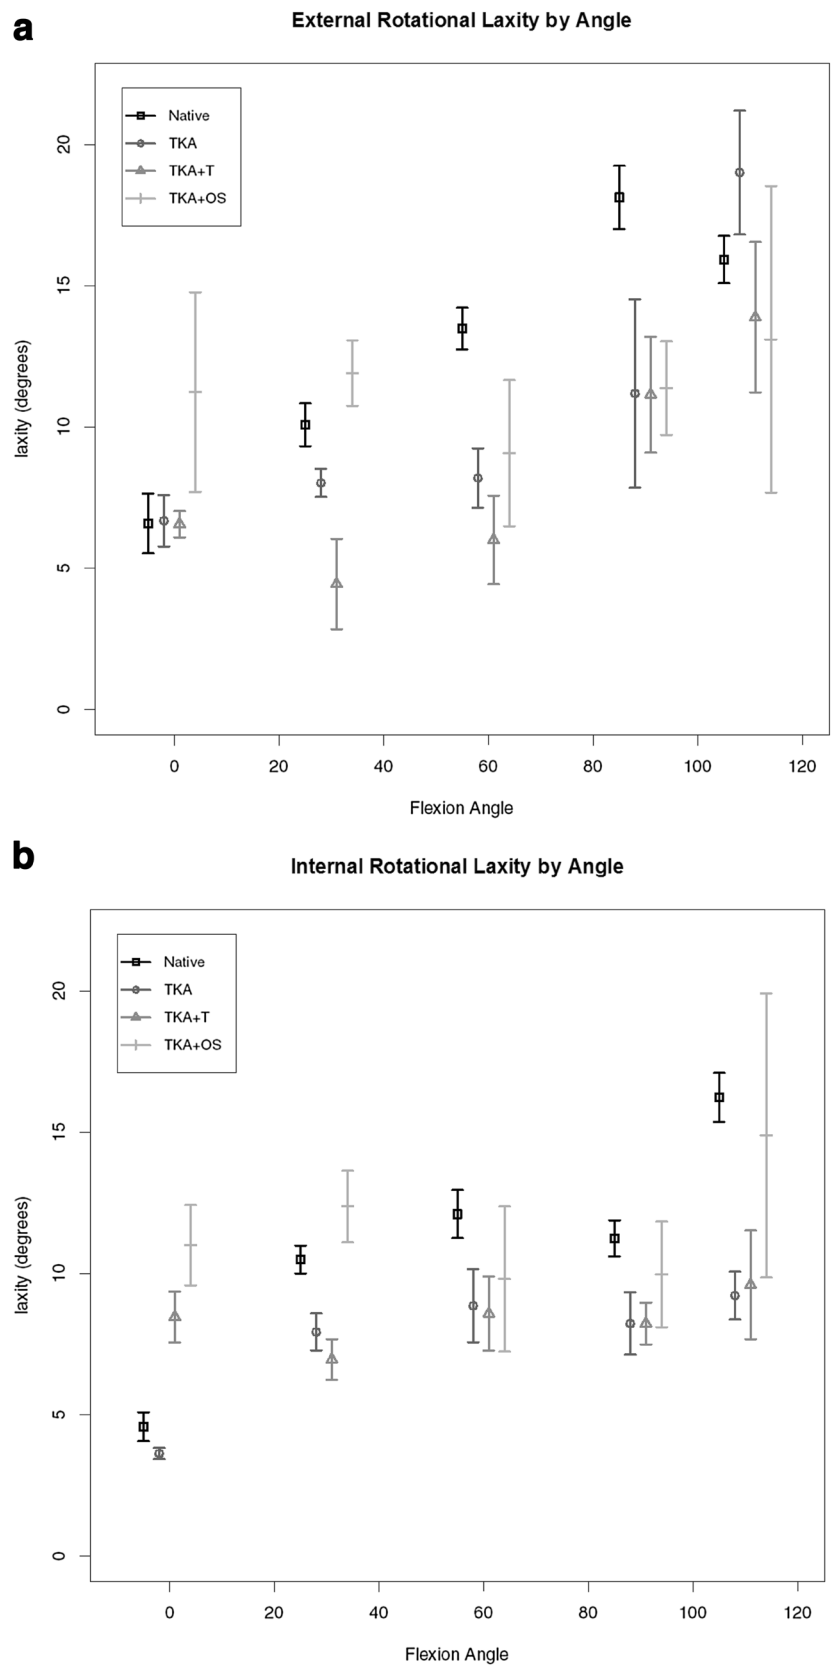 a
External Rotational Laxity by Angle
Native
TKA
TKA+T
TKA+OS
laxity (degrees)
20
15
10
5
0
0 20 40 60 80 100 120
Flexion Angle
b
Internal Rotational Laxity by Angle
Native
TKA
TKA+T
TKA+OS
laxity (degrees)
20
15
10
5
0
0 20 40 60 80 100 120
Flexion Angle